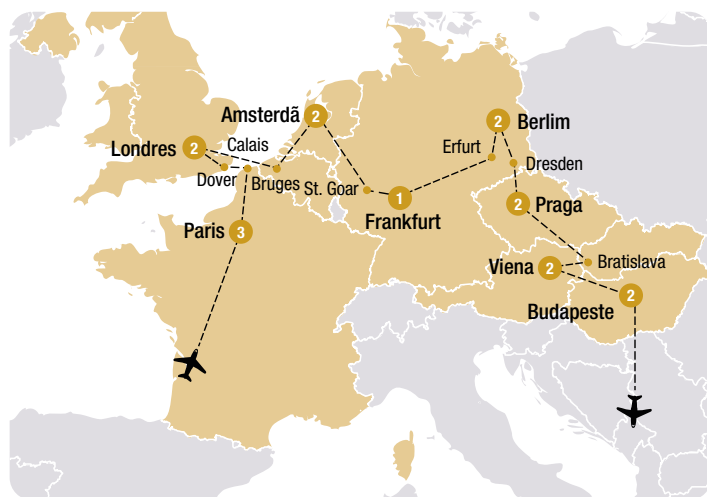 Amsterdã
2
2
Berlim
Londres
2
Calais
Erfurt
Dover
Bruges
St. Goar
Dresden
1
Frankfurt
2
Praga
Paris
3
Viena
2
Bratislava
2
Budapeste